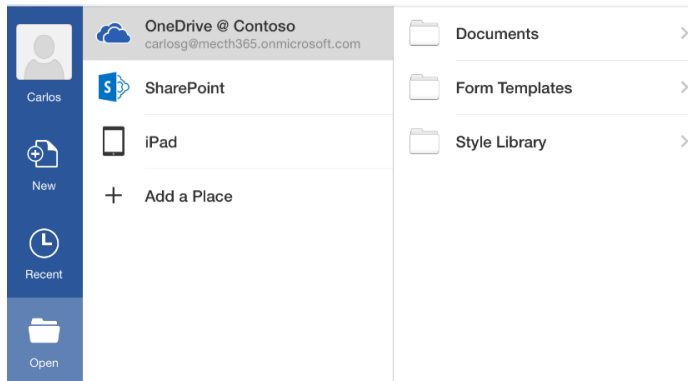 Carlos
New
Recent
Open
OneDrive @ Contoso
carlosg@mecth365.onmicrosoft.com
S
SharePoint
iPad
Add a Place
Documents
Form Templates
Style Library